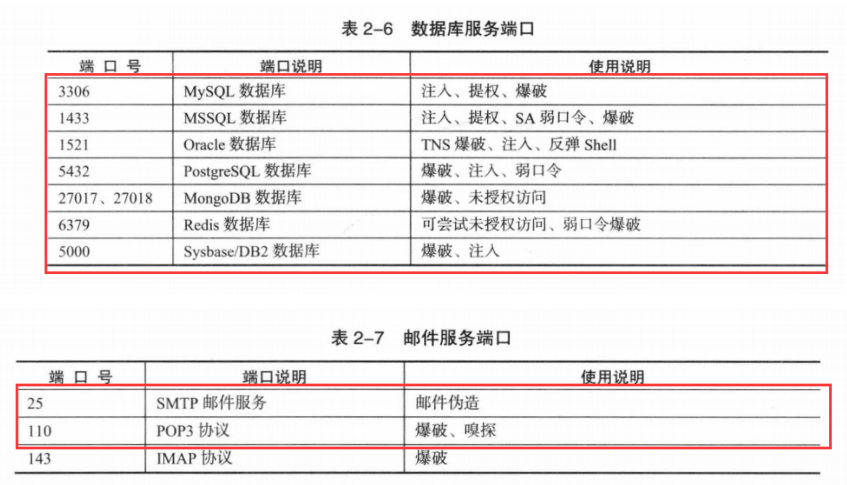 表 2-6 数据库服务端口
端 口 号 端口说明 使用说明
3306 MySQL 数据库 注入、提权、爆破
1433 MSSQL 数据库 注入、提权、SA 弱口令、爆破
1521 Oracle 数据库 TNS 爆破、注入、反弹 Shell
5432 PostgreSQL 数据库 爆破、注入、弱口令
27017、27018 MongoDB 数据库 爆破、未授权访问
6379 Redis 数据库 可尝试未授权访问、弱口令爆破
5000 Sysbase/DB2 数据库 爆破、注入
表 2-7 邮件服务端口
端 口 号 端口说明 使用说明
25 SMTP 邮件服务 邮件伪造
110 POP3 协议 爆破、嗅探
143 IMAP 协议 爆破